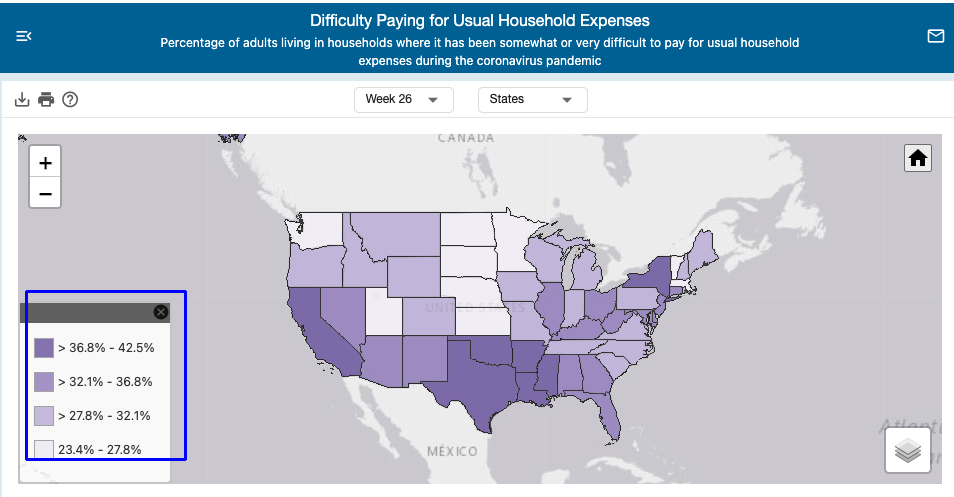 Difficulty Paying for Usual Household Expenses
Percentage of adults living in households where it has been somewhat or very difficult to pay for usual household
expenses during the coronavirus pandemic
Week 26
States
CANADA
+
−
UNITED STATES
> 36.8% - 42.5%
> 32.1% - 36.8%
> 27.8% - 32.1%
23.4% - 27.8%
MÉXICO